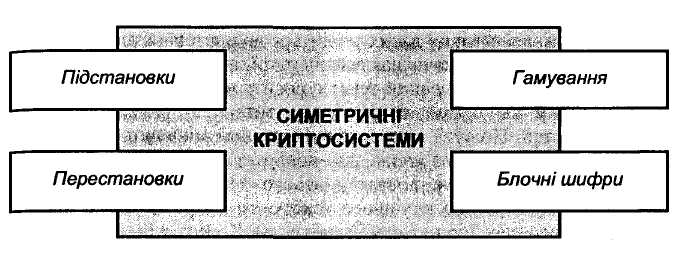 Підстановки
Гамування
СИМЕТРИЧНІ
КРИПТОСИСТЕМИ
Перестановки
Блочні шифри